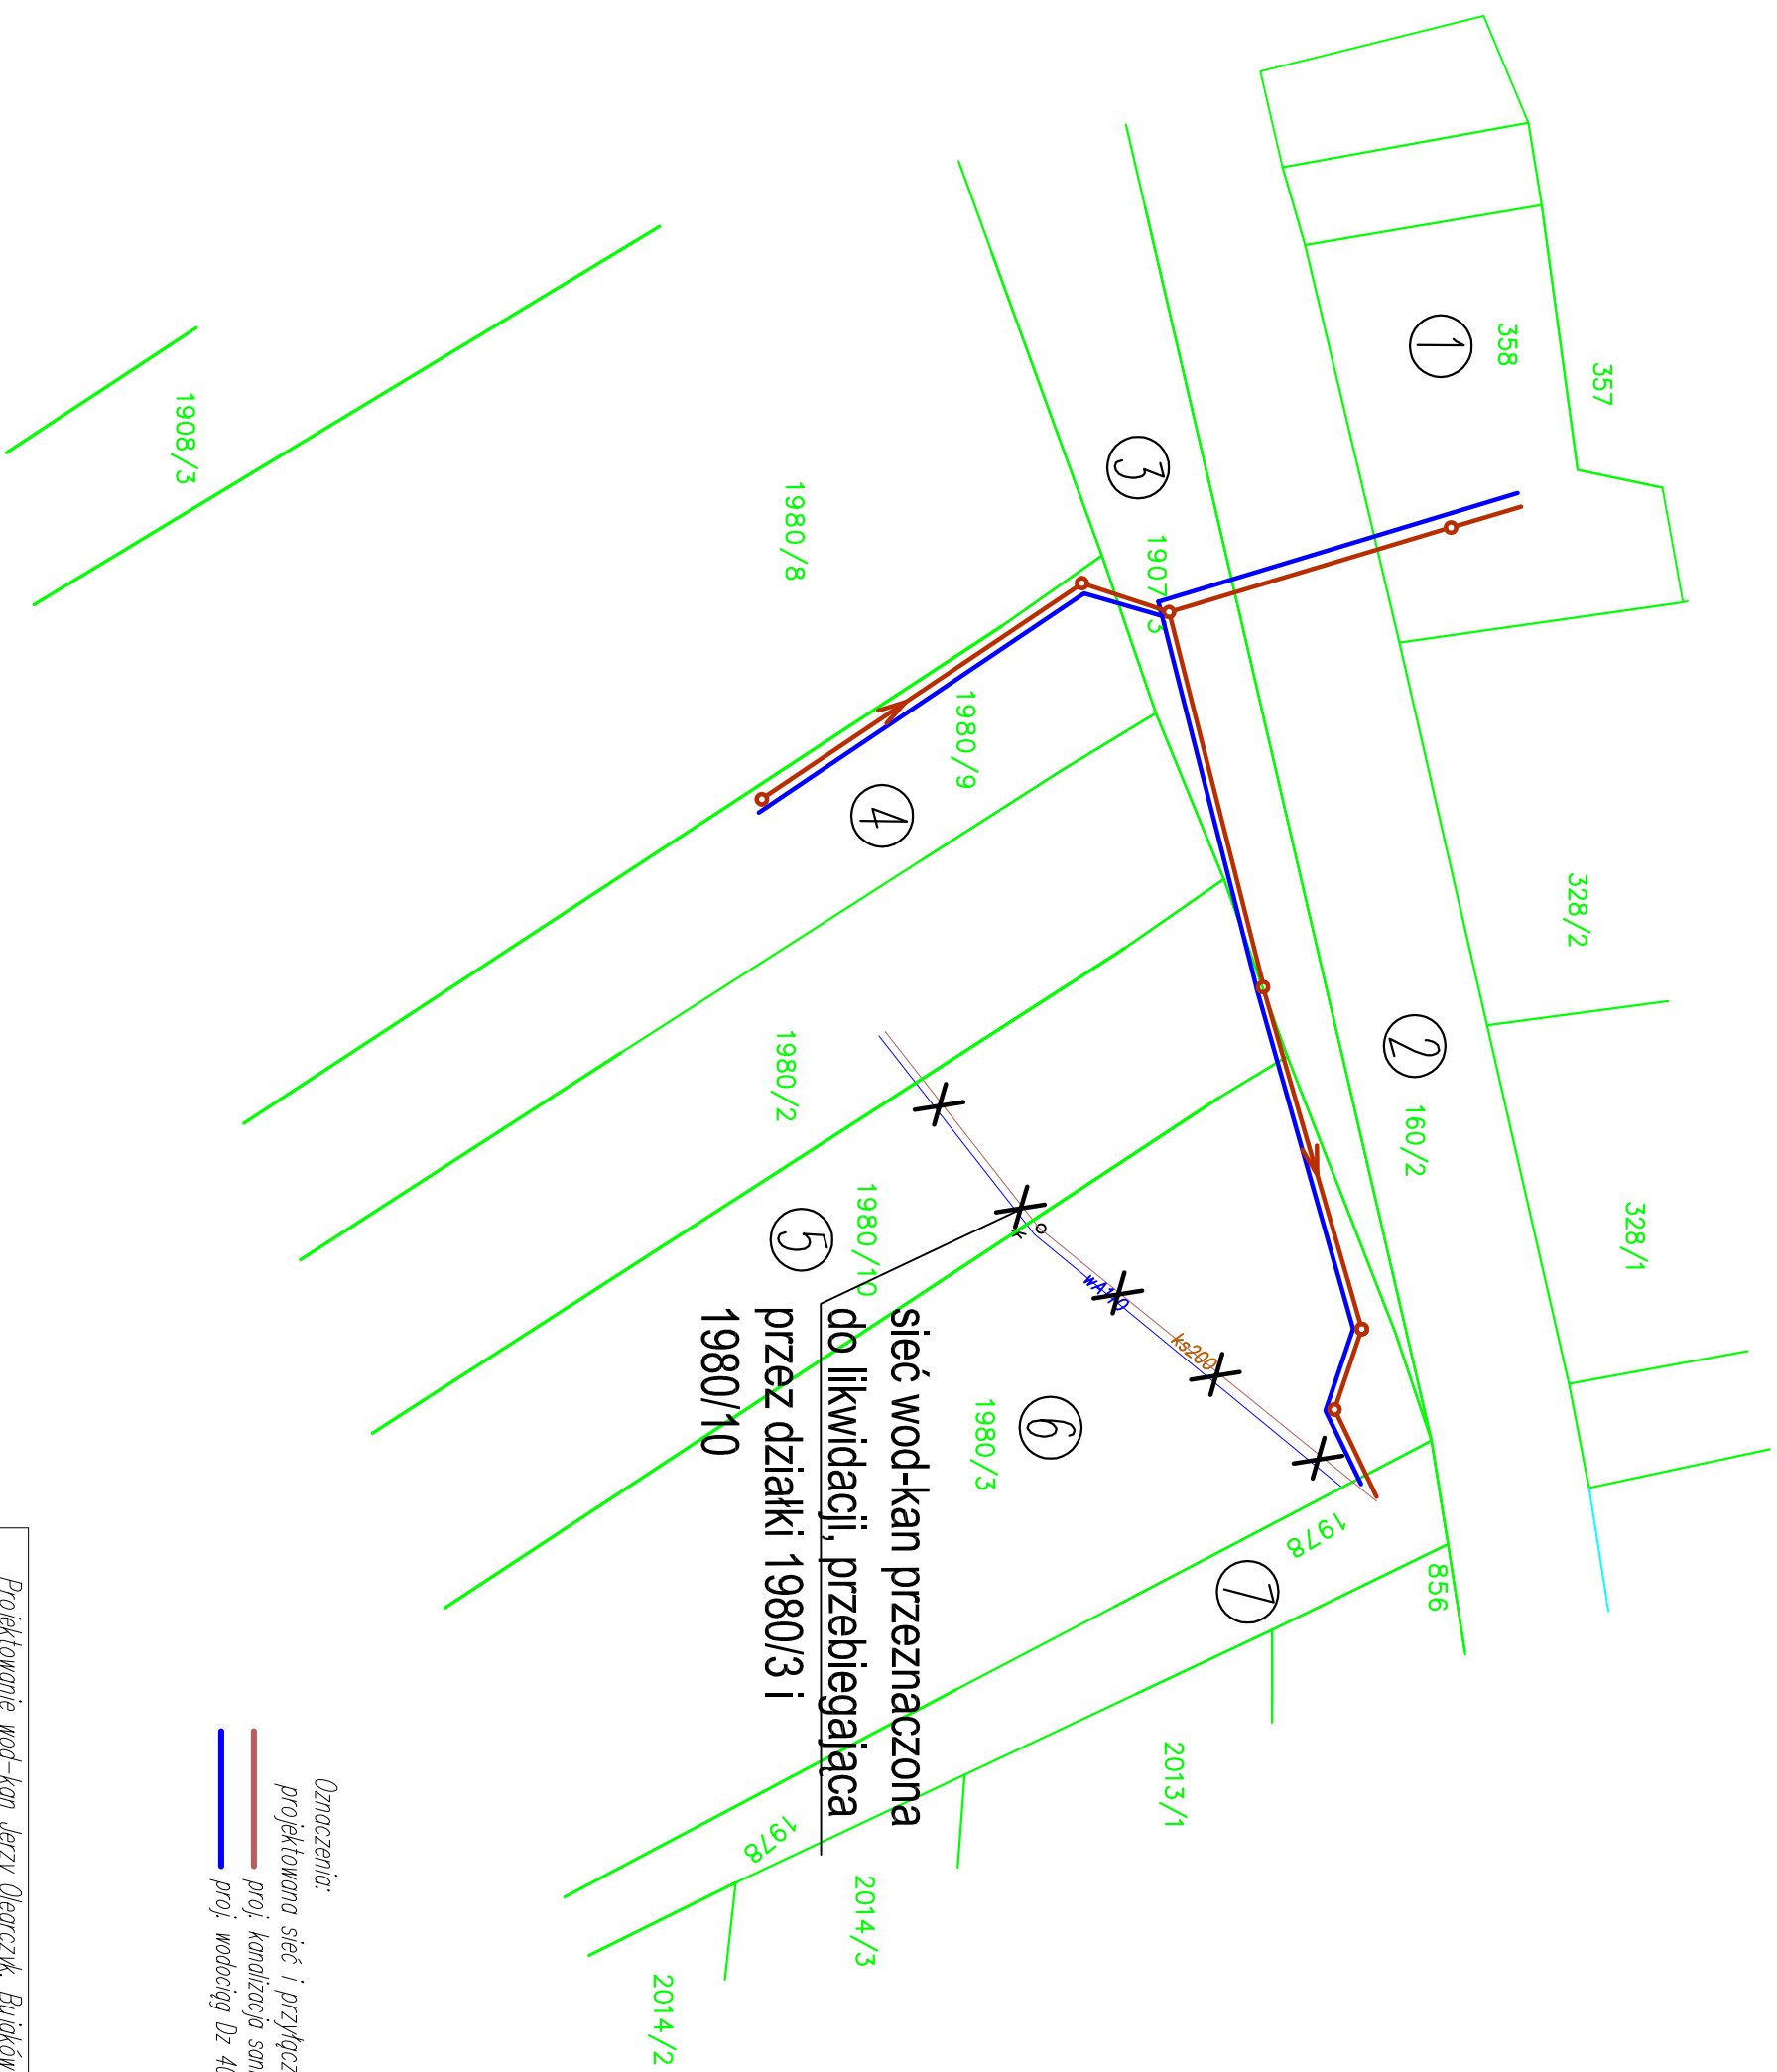 357
358
1
328/2
328/1
2
160/2
856
3
1907/3
1978
7
2013/1
1980/9
4
wA110
ks200
6
1980/3
sieć wod-kan przeznaczona
do likwidacji, przebiegająca
przez działki 1980/3 i
1980/10
1980/10
5
1980/2
1980/8
1978
2014/3
2014/2
1908/3
Oznaczenia:
projektowana sieć i przyłącz
proj. kanalizacja san
proj. wodociąg Dz 40
Projektowanie wod-kan Jerzy Olearczyk, Bujaków